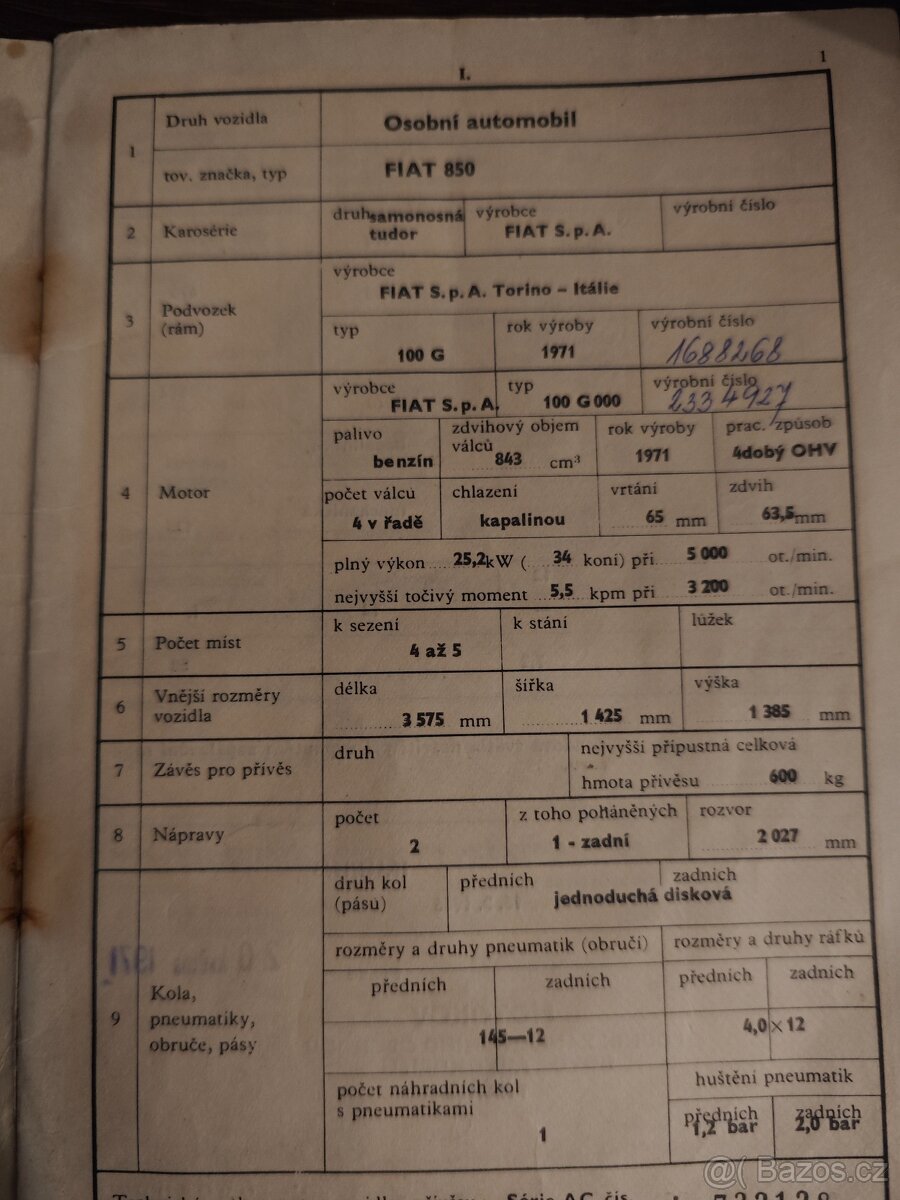 I.
1
1 Druh vozidla Osobní automobil
tov. značka, typ FIAT 850
2 Karosérie druh samonosná tudor výrobce FIAT S.p.A. výrobní číslo
3 Podvozek (rám) výrobce FIAT S.p.A. Torino – Itálie
typ 100 G rok výroby 1971 výrobní číslo 1688268
4 Motor výrobce FIAT S.p.A. typ 100 G 000 výrobní číslo 2334927
palivo benzín zdvihový objem válců 843 cm³ rok výroby 1971 prac. způsob 4dobý OHV
počet válců 4 v řadě chlazení kapalinou vrtání 65 mm zdvih 63,5 mm
plný výkon 25,2 kW ( 34 koní) při 5 000 ot./min.
nejvyšší točivý moment 5,5 kpm při 3 200 ot./min.
5 Počet míst k sezení 4 až 5 k stání lůžek
6 Vnější rozměry vozidla délka 3 575 mm šířka 1 425 mm výška 1 385 mm
7 Závěs pro přívěs druh nejvyšší přípustná celková
hmota přívěsu 600 kg
8 Nápravy počet 2 z toho poháněných 1 - zadní rozvor 2 027 mm
9 Kola, pneumatiky, obruče, pásy druh kol (pásu) předních zadních
jednoduchá disková
rozměry a druhy pneumatik (obručí) rozměry a druhy ráfků
předních zadních předních zadních
145—12 4,0 × 12
počet náhradních kol s pneumatikami 1 huštění pneumatik
předních 1,2 bar zadních 2,0 bar
Série AC čís.
@( Bazos.cz